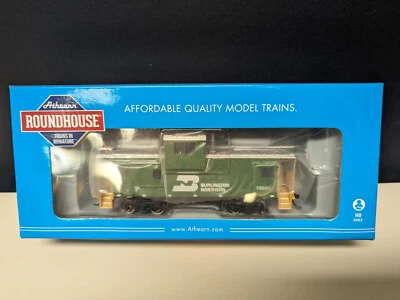 Athearn
ROUNDHOUSE
TRAINS IN
MINIATURE
AFFORDABLE QUALITY MODEL TRAINS.
BURLINGTON
NORTHERN
HO
SCALE
www.Athearn.com